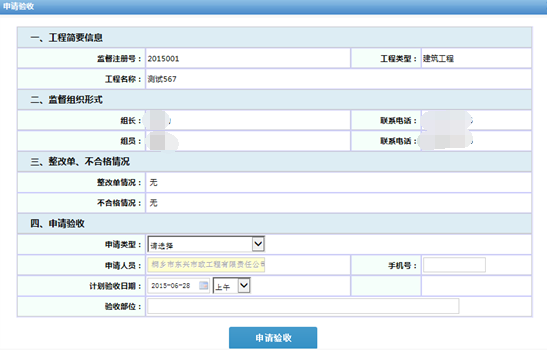 申请验收
一、工程简要信息
监督注册号： 2015001 工程类型： 建筑工程
工程名称： 测试567
二、监督组织形式
组长： 联系电话：
组员： 联系电话：
三、整改单、不合格情况
整改单情况： 无
不合格情况： 无
四、申请验收
申请类型： 请选择
申请人员： 桐乡市东兴市政工程有限责任公司 手机号：
计划验收日期： 2015-06-28 上午
验收部位：
申请验收